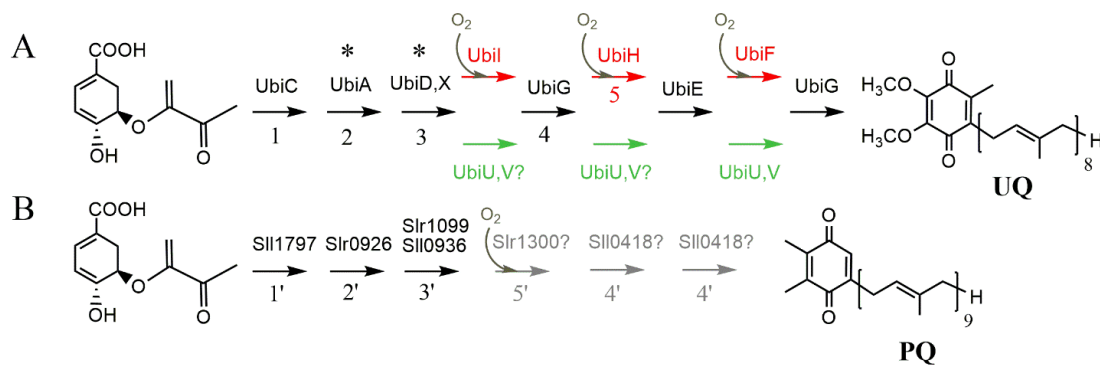 A
COOH
O
O
OH
UbiC
1
*
UbiA
2
*
UbiD,X
3
O2
UbiI
UbiU,V?
UbiG
4
O2
UbiH
5
UbiU,V?
UbiE
O2
UbiF
UbiU,V
UbiG
O
H3CO
H3CO
O
H
8
UQ
B
COOH
O
O
OH
Sll1797
1'
Slr0926
2'
Slr1099
Sll0936
3'
O2
Slr1300?
5'
Sll0418?
4'
Sll0418?
4'
O
O
H
9
PQ